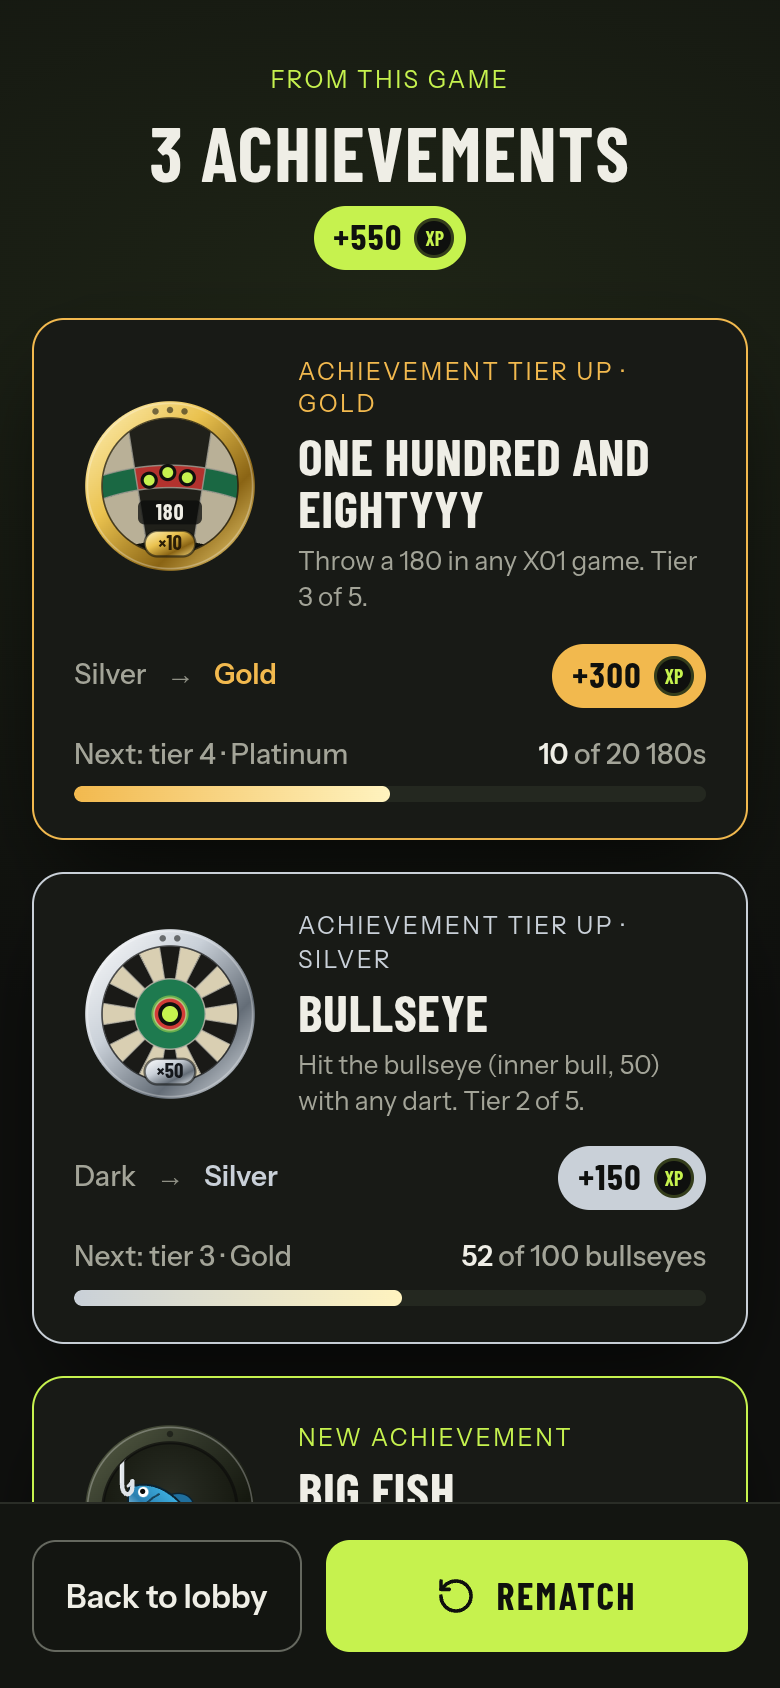 FROM THIS GAME
3 ACHIEVEMENTS
+550 XP
ACHIEVEMENT TIER UP ·
GOLD
ONE HUNDRED AND
EIGHTYYY
Throw a 180 in any X01 game. Tier
3 of 5.
180
×10
Silver → Gold
+300 XP
Next: tier 4 · Platinum
10 of 20 180s
ACHIEVEMENT TIER UP ·
SILVER
BULLSEYE
Hit the bullseye (inner bull, 50)
with any dart. Tier 2 of 5.
×50
Dark → Silver
+150 XP
Next: tier 3 · Gold
52 of 100 bullseyes
NEW ACHIEVEMENT
BIG FISH
Back to lobby
REMATCH